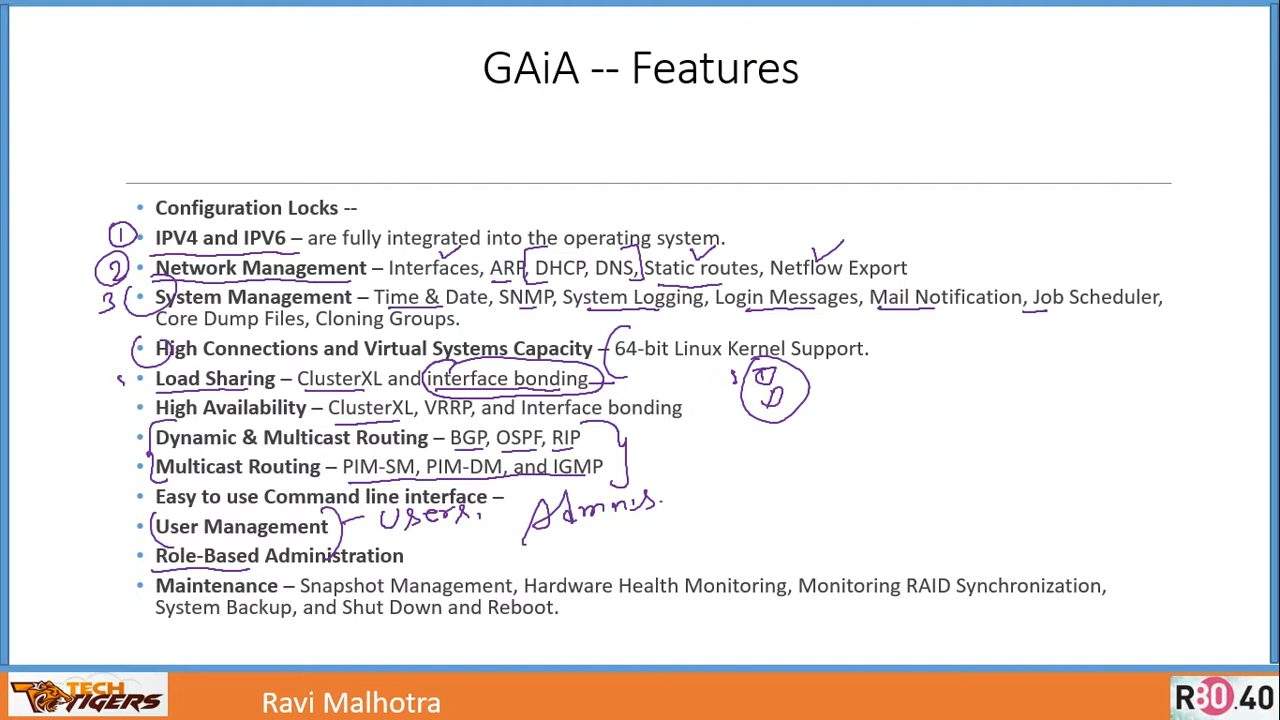 GAiA -- Features
• Configuration Locks --
① • IPV4 and IPV6 – are fully integrated into the operating system.
② • Network Management – Interfaces, ARP, DHCP, DNS, Static routes, Netflow Export
3 • System Management – Time & Date, SNMP, System Logging, Login Messages, Mail Notification, Job Scheduler,
Core Dump Files, Cloning Groups.
• High Connections and Virtual Systems Capacity – 64-bit Linux Kernel Support.
• Load Sharing – ClusterXL and interface bonding
• High Availability – ClusterXL, VRRP, and Interface bonding
• Dynamic & Multicast Routing – BGP, OSPF, RIP
• Multicast Routing – PIM-SM, PIM-DM, and IGMP
• Easy to use Command line interface –
• User Management – Users.
• Role-Based Administration
• Maintenance – Snapshot Management, Hardware Health Monitoring, Monitoring RAID Synchronization,
System Backup, and Shut Down and Reboot.
TECH
TIGERS
Ravi Malhotra
R80.40